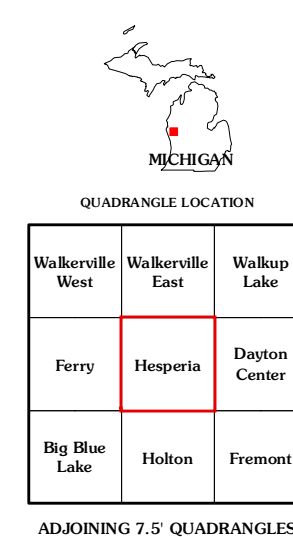 MICHIGAN
QUADRANGLE LOCATION
Walkerville West
Walkerville East
Walkup Lake
Ferry
Hesperia
Dayton Center
Big Blue Lake
Holton
Fremont
ADJOINING 7.5' QUADRANGLES